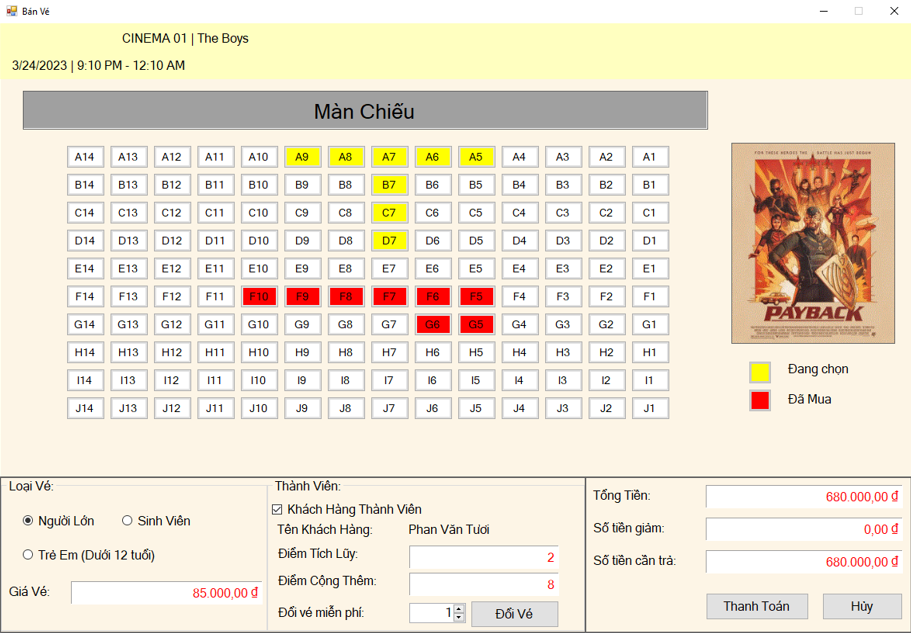 Bán Vé
CINEMA 01 | The Boys
3/24/2023 | 9:10 PM - 12:10 AM
Màn Chiếu
A14 A13 A12 A11 A10 A9 A8 A7 A6 A5 A4 A3 A2 A1
B14 B13 B12 B11 B10 B9 B8 B7 B6 B5 B4 B3 B2 B1
C14 C13 C12 C11 C10 C9 C8 C7 C6 C5 C4 C3 C2 C1
D14 D13 D12 D11 D10 D9 D8 D7 D6 D5 D4 D3 D2 D1
E14 E13 E12 E11 E10 E9 E8 E7 E6 E5 E4 E3 E2 E1
F14 F13 F12 F11 F10 F9 F8 F7 F6 F5 F4 F3 F2 F1
G14 G13 G12 G11 G10 G9 G8 G7 G6 G5 G4 G3 G2 G1
H14 H13 H12 H11 H10 H9 H8 H7 H6 H5 H4 H3 H2 H1
I14 I13 I12 I11 I10 I9 I8 I7 I6 I5 I4 I3 I2 I1
J14 J13 J12 J11 J10 J9 J8 J7 J6 J5 J4 J3 J2 J1
FOR THESE HEROES THE BATTLE HAS JUST BEGUN
PAYBACK
Đang chọn
Đã Mua
Loại Vé:
Người Lớn
Sinh Viên
Trẻ Em (Dưới 12 tuổi)
Giá Vé: 85.000,00 ₫
Thành Viên:
Khách Hàng Thành Viên
Tên Khách Hàng: Phan Văn Tươi
Điểm Tích Lũy: 2
Điểm Cộng Thêm: 8
Đổi vé miễn phí: 1 Đổi Vé
Tổng Tiền: 680.000,00 ₫
Số tiền giảm: 0,00 ₫
Số tiền cần trả: 680.000,00 ₫
Thanh Toán
Hủy